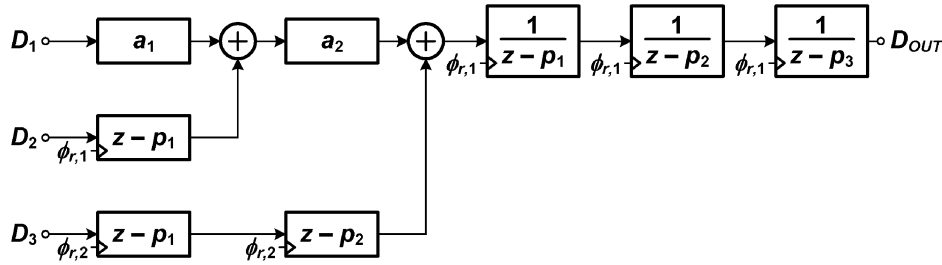 D₁ a₁ + a₂ + 1/(z − p₁) 1/(z − p₂) 1/(z − p₃) D_OUT
ϕr,1 ϕr,1 ϕr,1
D₂ z − p₁
ϕr,1
D₃ z − p₁ z − p₂
ϕr,2 ϕr,2